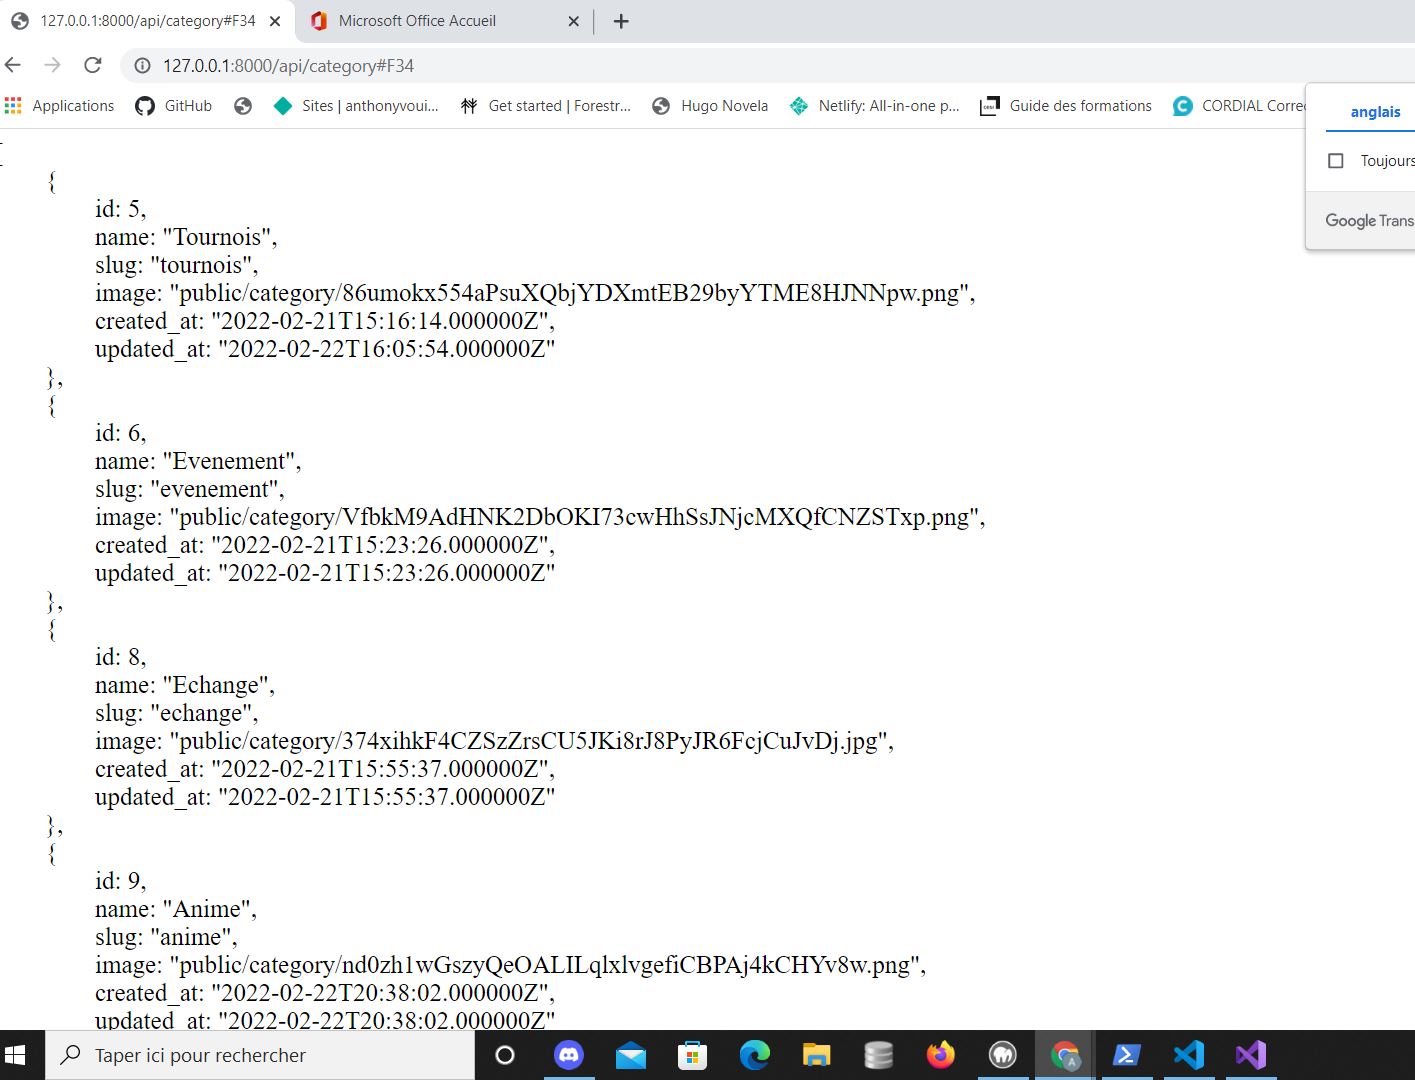 127.0.0.1:8000/api/category#F34
Microsoft Office Accueil
127.0.0.1:8000/api/category#F34
Applications
GitHub
Sites | anthonyvoui...
Get started | Forestr...
Hugo Novela
Netlify: All-in-one p...
Guide des formations
CORDIAL Correc
anglais
Toujours
Google Trans
{
id: 5,
name: "Tournois",
slug: "tournois",
image: "public/category/86umokx554aPsuXQbjYDXmtEB29byYTME8HJNNpw.png",
created_at: "2022-02-21T15:16:14.000000Z",
updated_at: "2022-02-22T16:05:54.000000Z"
},
{
id: 6,
name: "Evenement",
slug: "evenement",
image: "public/category/VfbkM9AdHNK2DbOKI73cwHhSsJNjcMXQfCNZSTxp.png",
created_at: "2022-02-21T15:23:26.000000Z",
updated_at: "2022-02-21T15:23:26.000000Z"
},
{
id: 8,
name: "Echange",
slug: "echange",
image: "public/category/374xihkF4CZSzZrsCU5JKi8rJ8PyJR6FcjCuJvDj.jpg",
created_at: "2022-02-21T15:55:37.000000Z",
updated_at: "2022-02-21T15:55:37.000000Z"
},
{
id: 9,
name: "Anime",
slug: "anime",
image: "public/category/nd0zh1wGszyQeOALILqlxlvgefiCBPAj4kCHYv8w.png",
created_at: "2022-02-22T20:38:02.000000Z",
updated_at: "2022-02-22T20:38:02.000000Z"
Taper ici pour rechercher